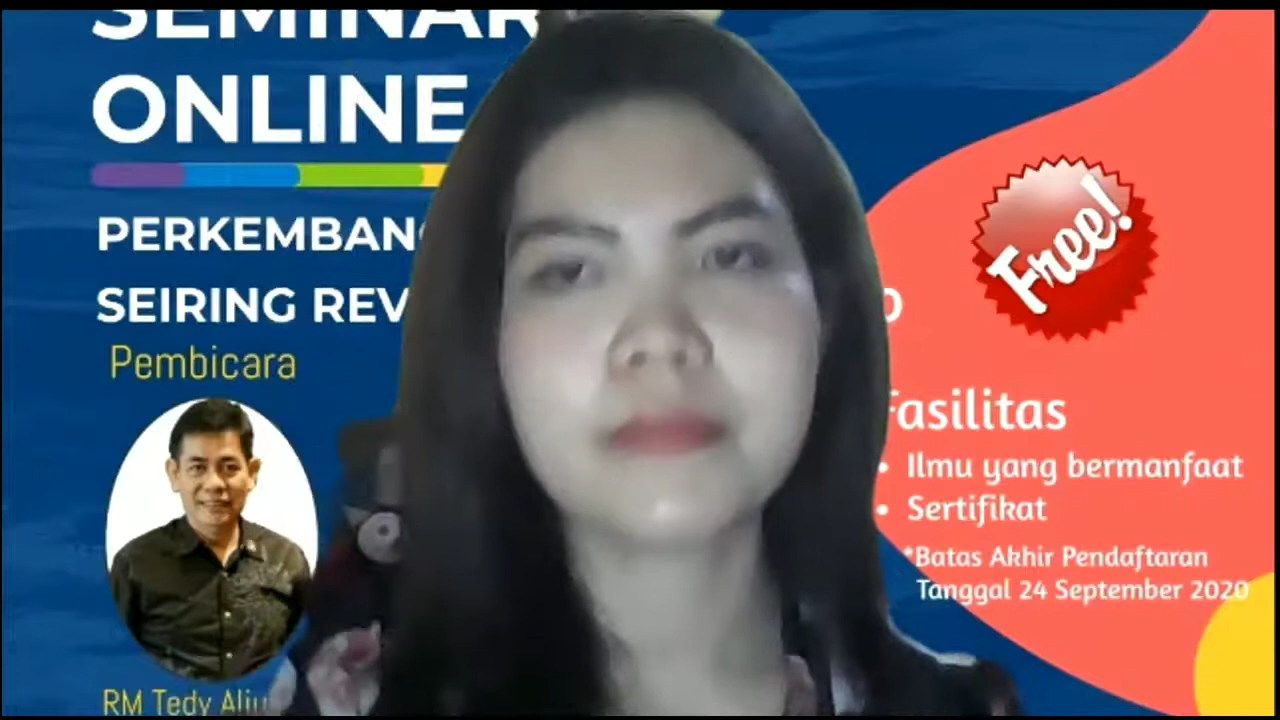 SEMINAR
ONLINE
PERKEMBANG
SEIRING REV
Pembicara
RM Tedy
Free!
Fasilitas
• Ilmu yang bermanfaat
• Sertifikat
*Batas Akhir Pendaftaran
Tanggal 24 September 2020